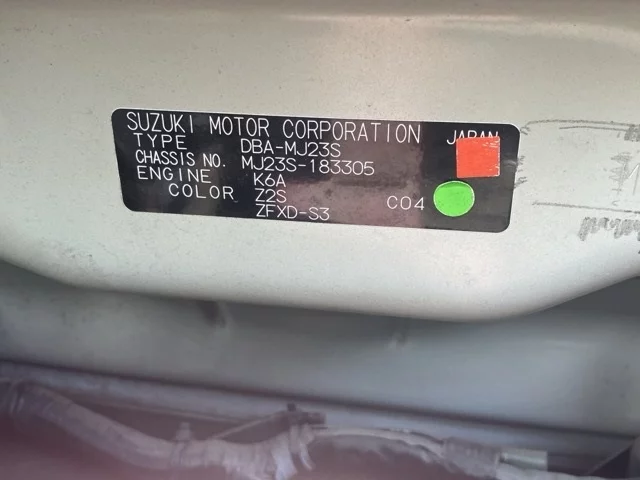 SUZUKI MOTOR CORPORATION JAPAN
TYPE DBA-MJ23S
CHASSIS NO. MJ23S-183305
ENGINE K6A
COLOR Z2S C04
ZFXD-S3